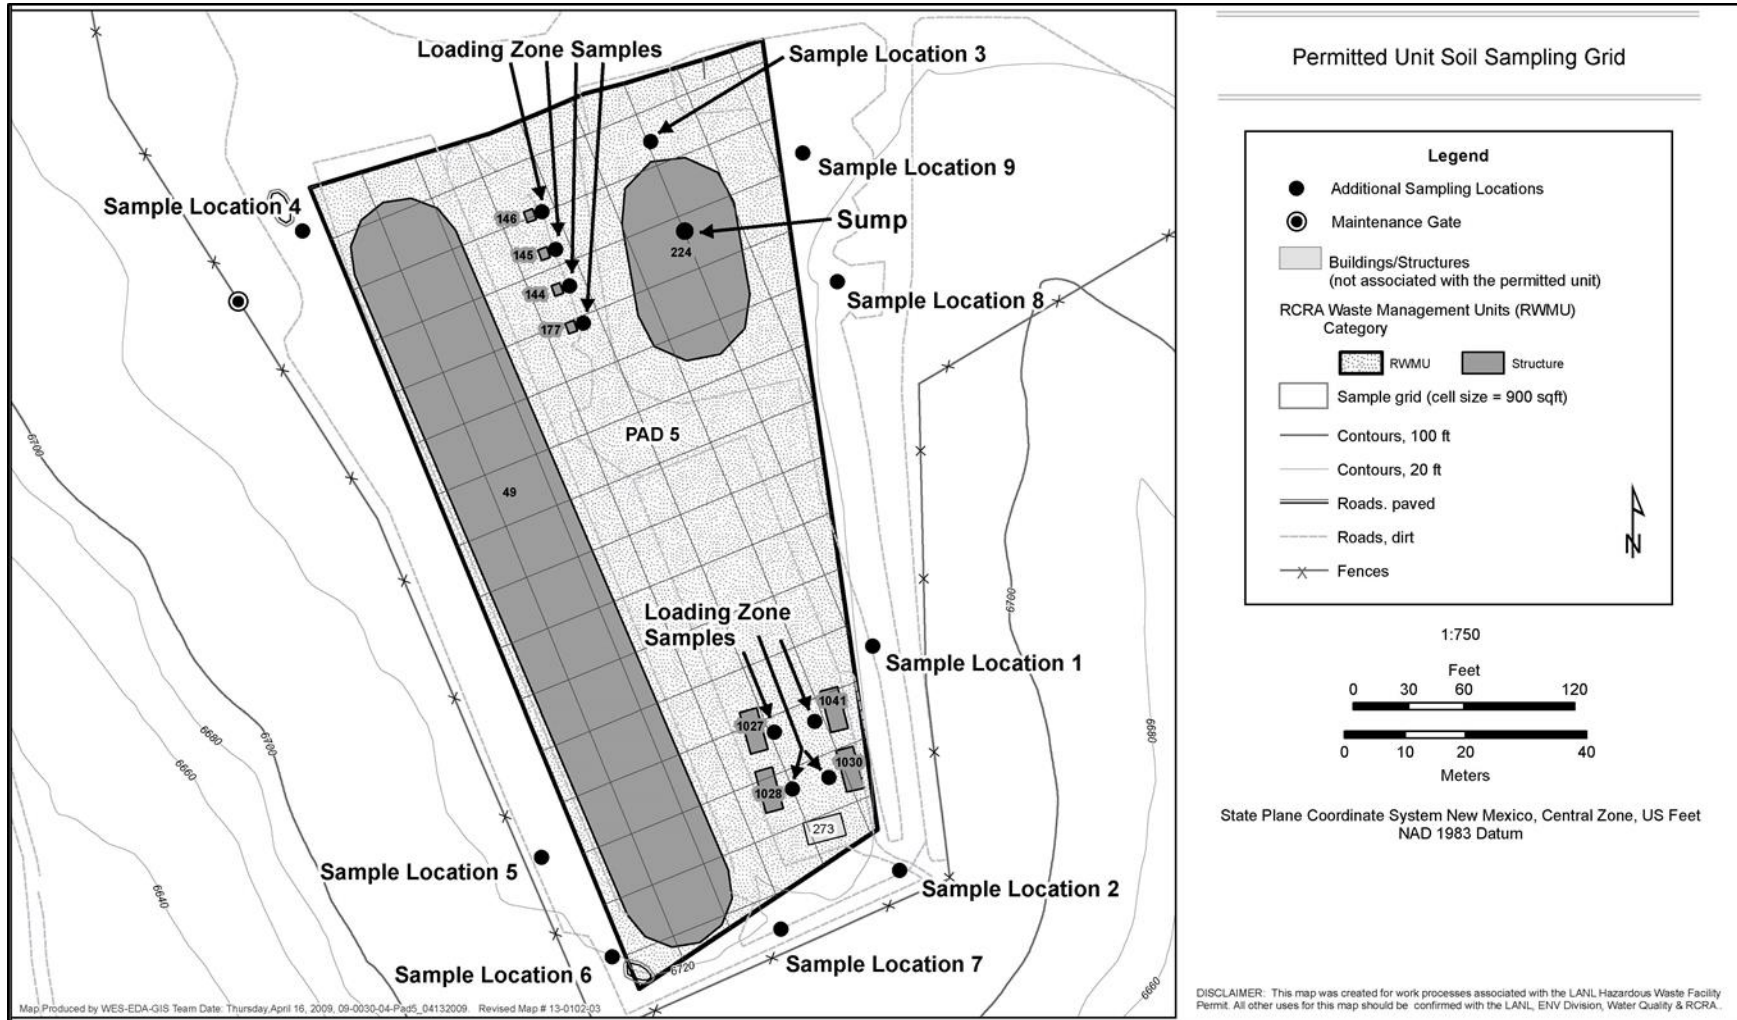 Loading Zone Samples
Sample Location 3
Sample Location 9
Sample Location 4
146
Sump
145
224
144
Sample Location 8
177
6700
PAD 5
49
6700
Loading Zone
Samples
Sample Location 1
1041
1027
6680
6680
6700
6660
1030
1028
273
Sample Location 5
6640
Sample Location 2
Sample Location 6
6720
Sample Location 7
6660
Map Produced by WES-EDA-GIS Team Date: Thursday,April 16, 2009, 09-0030-04-Pad5_04132009. Revised Map # 13-0102-03
Permitted Unit Soil Sampling Grid
Legend
Additional Sampling Locations
Maintenance Gate
Buildings/Structures
(not associated with the permitted unit)
RCRA Waste Management Units (RWMU)
Category
RWMU
Structure
Sample grid (cell size = 900 sqft)
Contours, 100 ft
Contours, 20 ft
Roads. paved
Roads, dirt
Fences
N
1:750
Feet
0 30 60 120
0 10 20 40
Meters
State Plane Coordinate System New Mexico, Central Zone, US Feet
NAD 1983 Datum
DISCLAIMER: This map was created for work processes associated with the LANL Hazardous Waste Facility
Permit. All other uses for this map should be confirmed with the LANL, ENV Division, Water Quality & RCRA..
6700